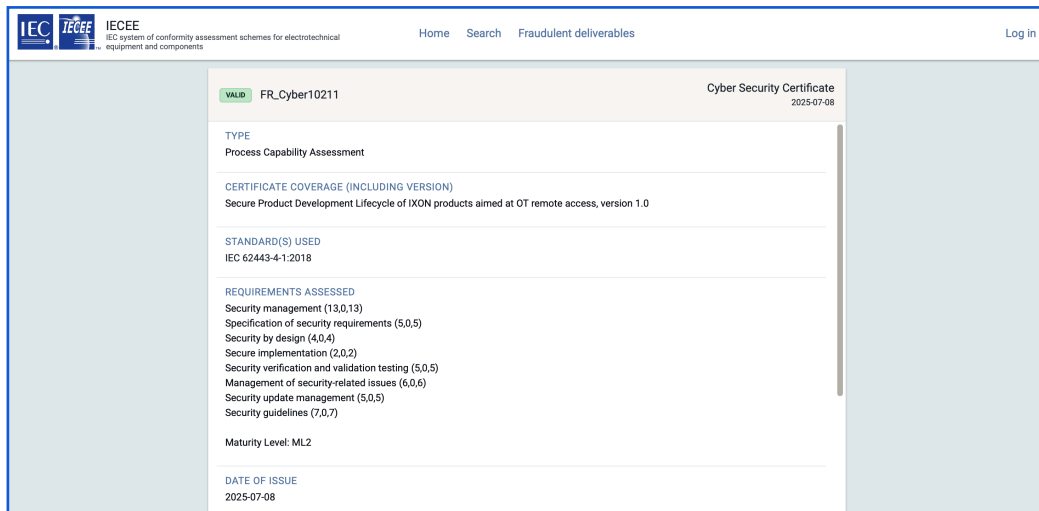 IEC
IECEE
IECEE
IEC system of conformity assessment schemes for electrotechnical
equipment and components
Home
Search
Fraudulent deliverables
Log in
VALID
FR_Cyber10211
Cyber Security Certificate
2025-07-08
TYPE
Process Capability Assessment
CERTIFICATE COVERAGE (INCLUDING VERSION)
Secure Product Development Lifecycle of IXON products aimed at OT remote access, version 1.0
STANDARD(S) USED
IEC 62443-4-1:2018
REQUIREMENTS ASSESSED
Security management (13,0,13)
Specification of security requirements (5,0,5)
Security by design (4,0,4)
Secure implementation (2,0,2)
Security verification and validation testing (5,0,5)
Management of security-related issues (6,0,6)
Security update management (5,0,5)
Security guidelines (7,0,7)
Maturity Level: ML2
DATE OF ISSUE
2025-07-08